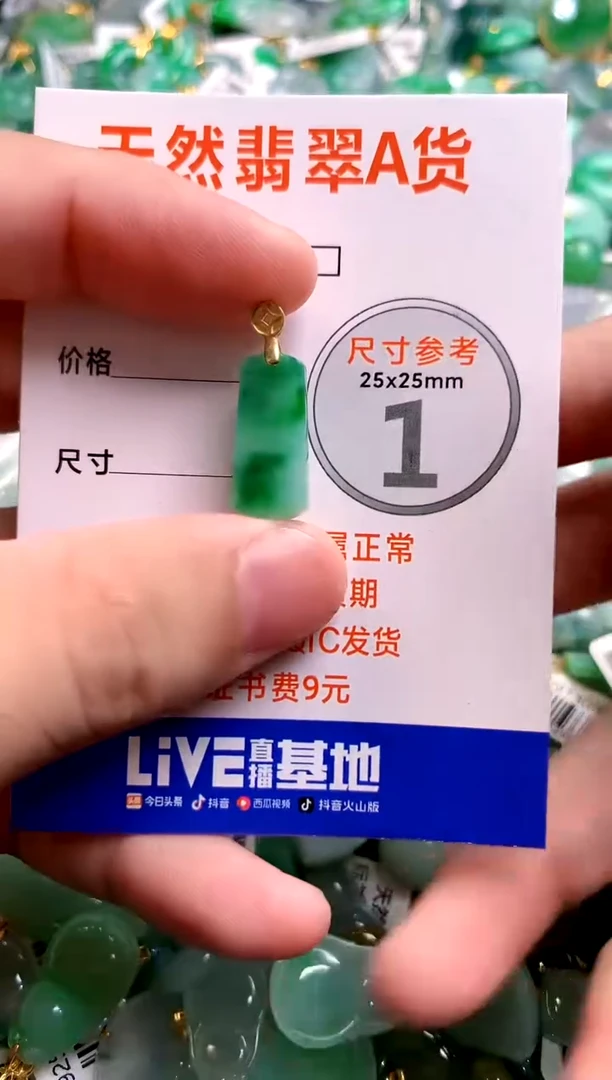 天然翡翠A货
价格
尺寸
尺寸参考
25x25mm
1
属正常
期
IC发货
证书费9元
LiVE直播基地
今日头条 抖音 西瓜视频 抖音火山版